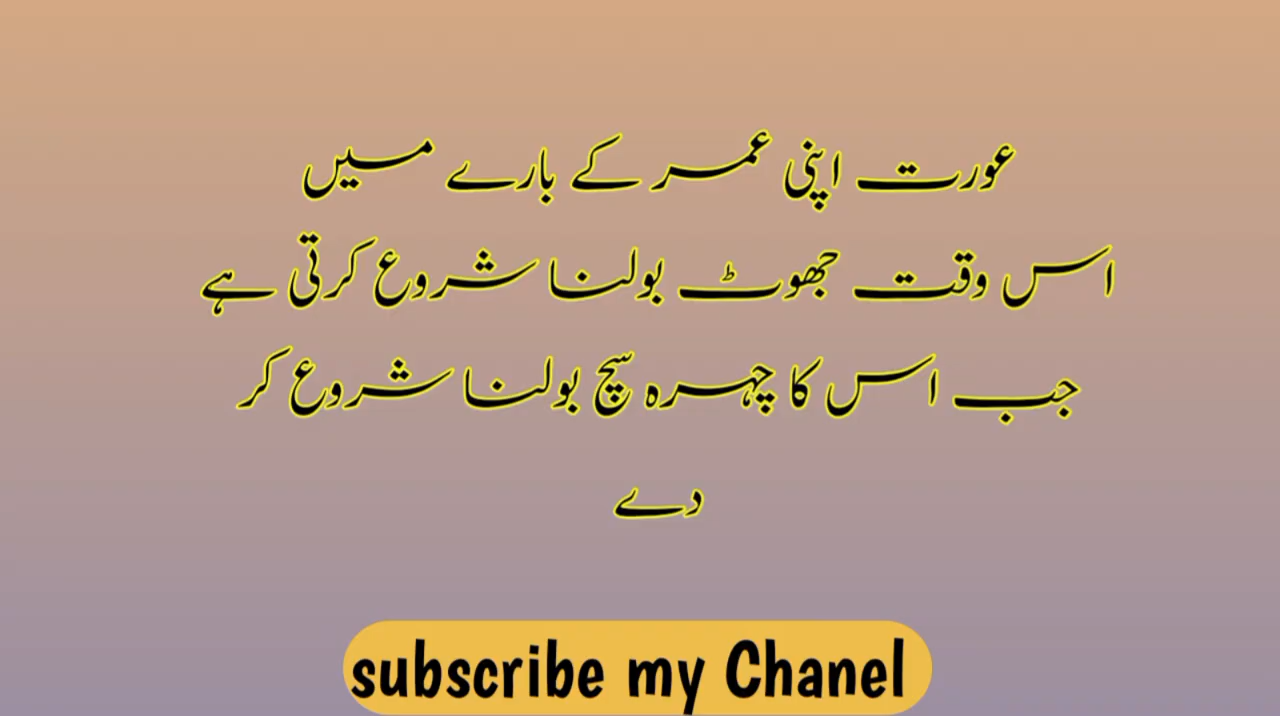 عورت اپنی عمر کے بارے میں
اس وقت جھوٹ بولنا شروع کرتی ہے
جب اس کا چہرہ سچ بولنا شروع کر
دے
subscribe my Chanel